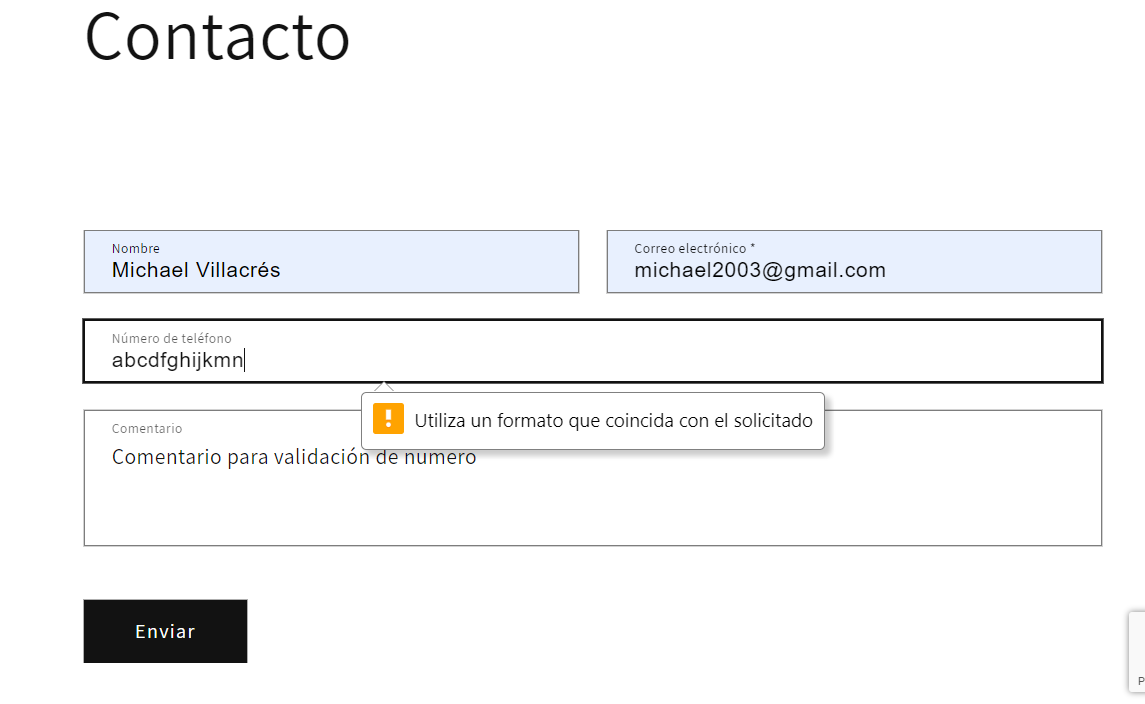 Contacto
Nombre
Michael Villacrés
Correo electrónico *
michael2003@gmail.com
Número de teléfono
abcdfghijkmn
Utiliza un formato que coincida con el solicitado
Comentario
Comentario para validación de numero
Enviar
P